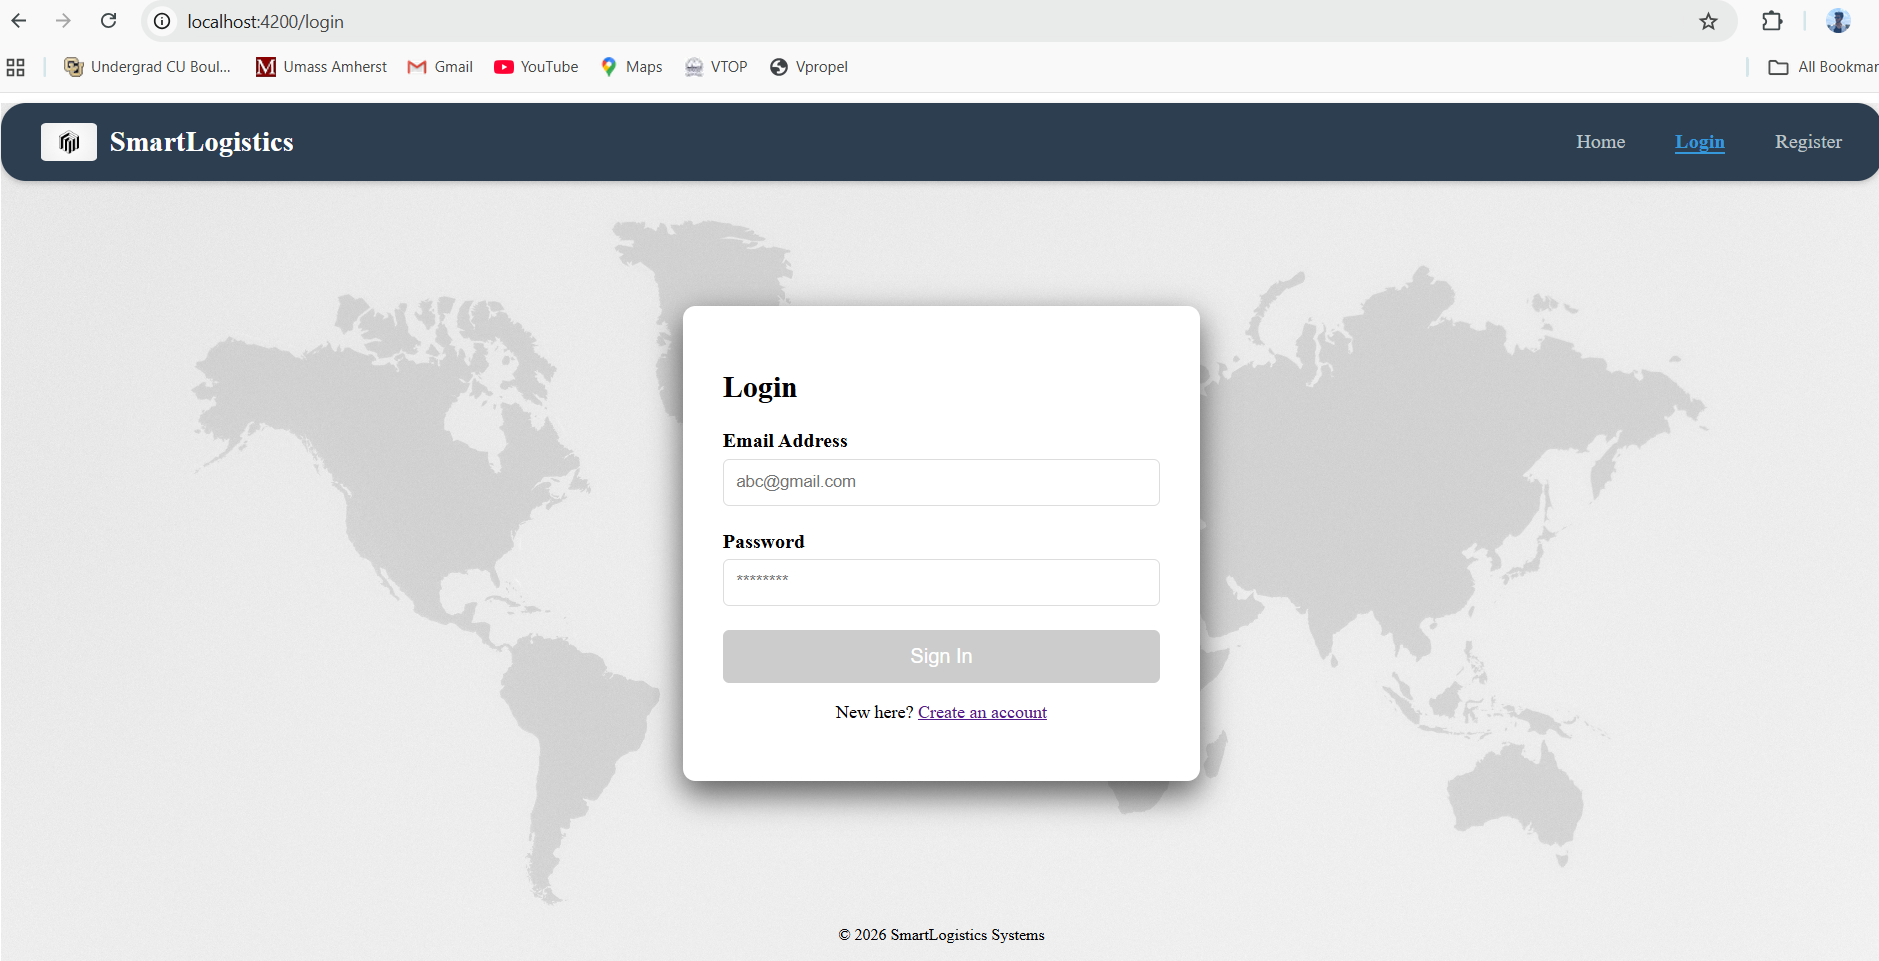 localhost:4200/login
Undergrad CU Boul... Umass Amherst Gmail YouTube Maps VTOP Vpropel All Bookmar
SmartLogistics Home Login Register
Login
Email Address
abc@gmail.com
Password
********
Sign In
New here? Create an account
© 2026 SmartLogistics Systems